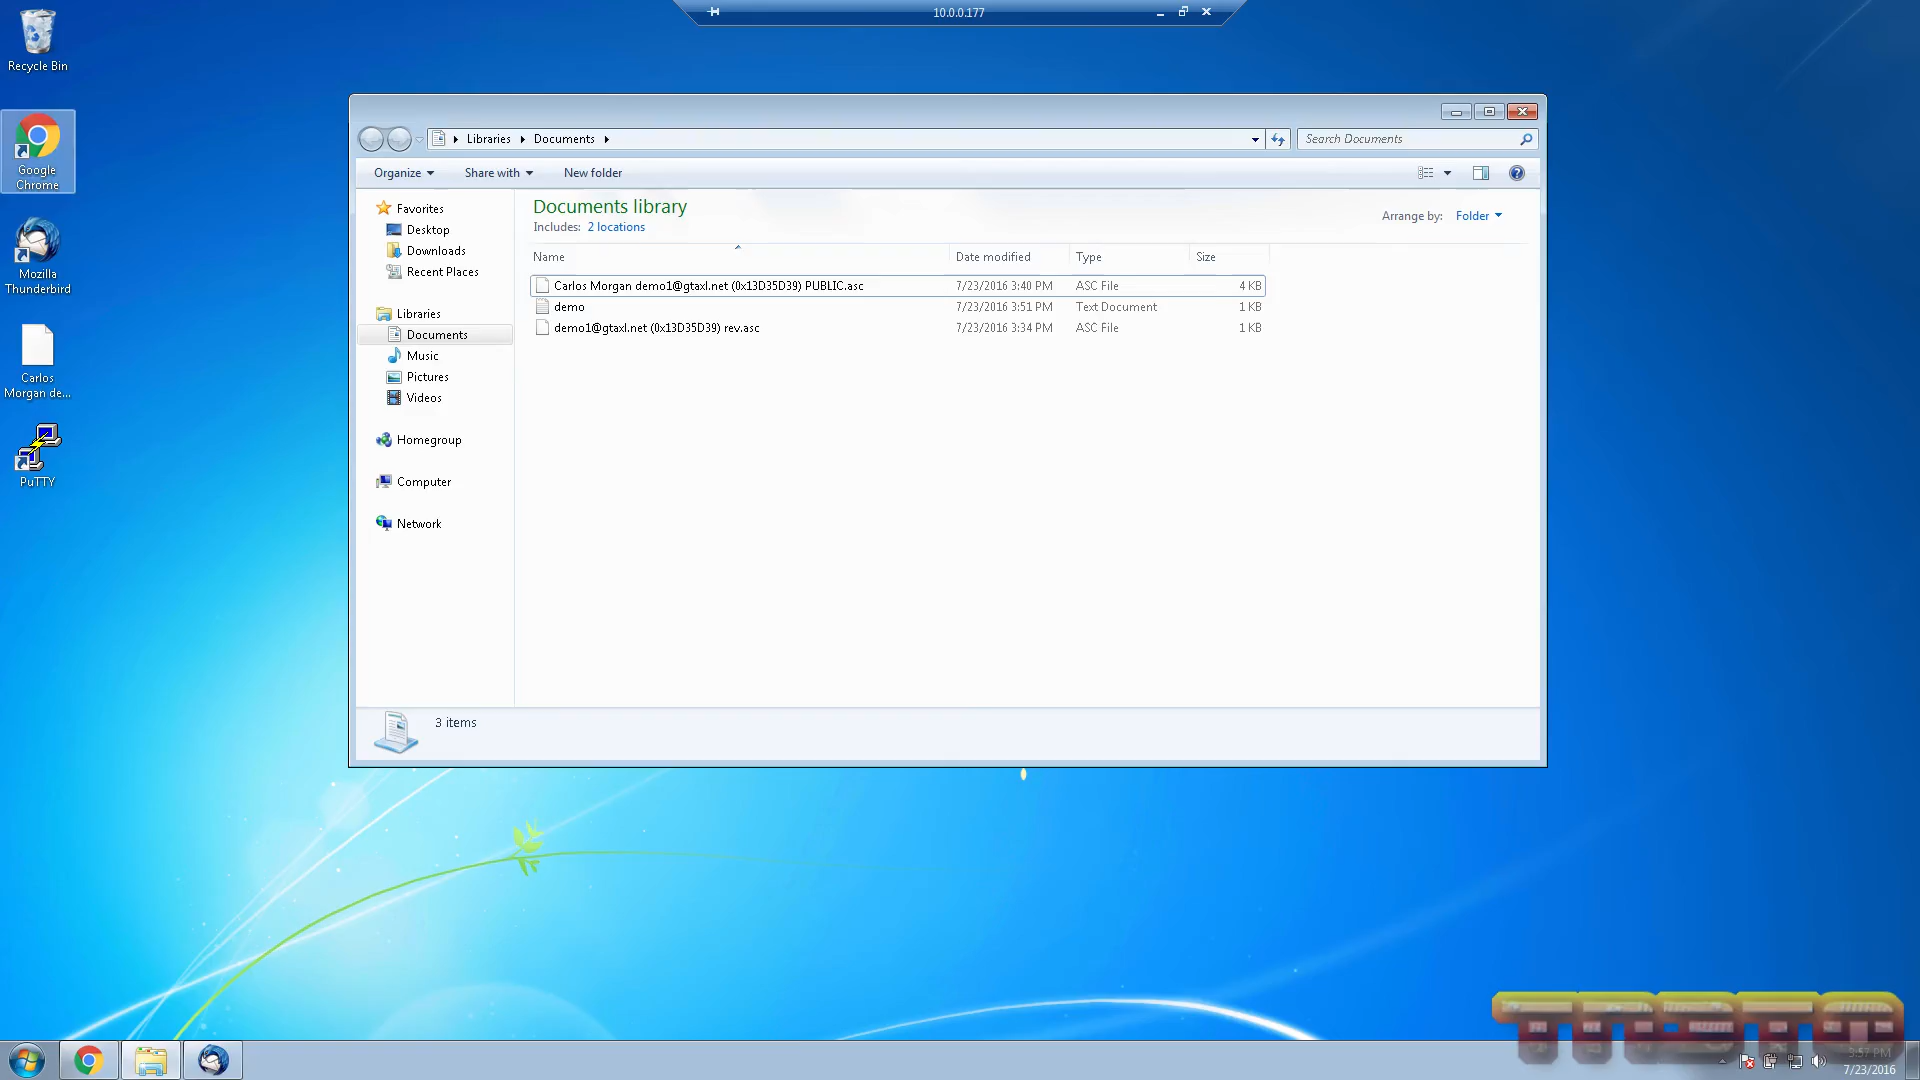 10.0.0.177
Recycle Bin
Google
Chrome
Mozilla
Thunderbird
Carlos
Morgan de...
PuTTY
Libraries
Documents
Search Documents
Organize
Share with
New folder
Documents library
Includes: 2 locations
Arrange by: Folder
Favorites
Desktop
Downloads
Recent Places
Libraries
Documents
Music
Pictures
Videos
Homegroup
Computer
Network
Name Date modified Type Size
Carlos Morgan demo1@gtaxl.net (0x13D35D39) PUBLIC.asc 7/23/2016 3:40 PM ASC File 4 KB
demo 7/23/2016 3:51 PM Text Document 1 KB
demo1@gtaxl.net (0x13D35D39) rev.asc 7/23/2016 3:34 PM ASC File 1 KB
3 items
3:57 PM
7/23/2016